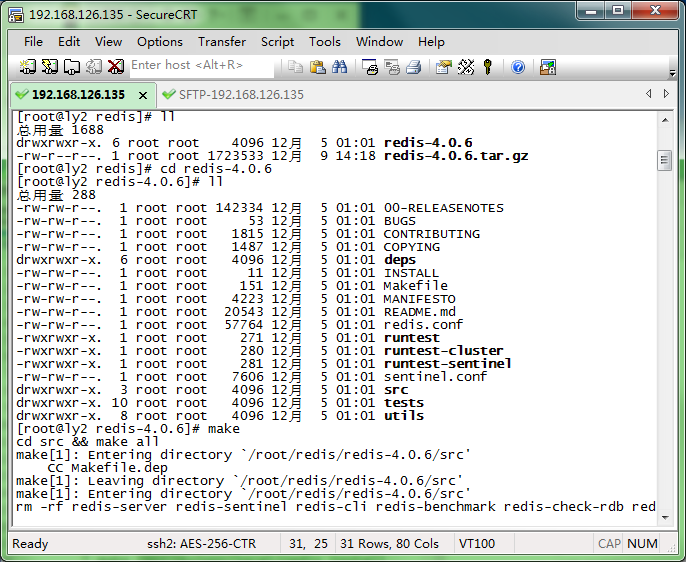 192.168.126.135 - SecureCRT
File Edit View Options Transfer Script Tools Window Help
Enter host <Alt+R>
192.168.126.135 SFTP-192.168.126.135
[root@ly2 redis]# ll
总用量 1688
drwxrwxr-x. 6 root root    4096 12月  5 01:01 redis-4.0.6
-rw-r--r--. 1 root root 1723533 12月  9 14:18 redis-4.0.6.tar.gz
[root@ly2 redis]# cd redis-4.0.6
[root@ly2 redis-4.0.6]# ll
总用量 288
-rw-rw-r--.  1 root root 142334 12月  5 01:01 00-RELEASENOTES
-rw-rw-r--.  1 root root     53 12月  5 01:01 BUGS
-rw-rw-r--.  1 root root   1815 12月  5 01:01 CONTRIBUTING
-rw-rw-r--.  1 root root   1487 12月  5 01:01 COPYING
drwxrwxr-x.  6 root root   4096 12月  5 01:01 deps
-rw-rw-r--.  1 root root     11 12月  5 01:01 INSTALL
-rw-rw-r--.  1 root root    151 12月  5 01:01 Makefile
-rw-rw-r--.  1 root root   4223 12月  5 01:01 MANIFESTO
-rw-rw-r--.  1 root root  20543 12月  5 01:01 README.md
-rw-rw-r--.  1 root root  57764 12月  5 01:01 redis.conf
-rwxrwxr-x.  1 root root    271 12月  5 01:01 runtest
-rwxrwxr-x.  1 root root    280 12月  5 01:01 runtest-cluster
-rwxrwxr-x.  1 root root    281 12月  5 01:01 runtest-sentinel
-rw-rw-r--.  1 root root   7606 12月  5 01:01 sentinel.conf
drwxrwxr-x.  3 root root   4096 12月  5 01:01 src
drwxrwxr-x. 10 root root   4096 12月  5 01:01 tests
drwxrwxr-x.  8 root root   4096 12月  5 01:01 utils
[root@ly2 redis-4.0.6]# make
cd src && make all
make[1]: Entering directory `/root/redis/redis-4.0.6/src'
    CC Makefile.dep
make[1]: Leaving directory `/root/redis/redis-4.0.6/src'
make[1]: Entering directory `/root/redis/redis-4.0.6/src'
rm -rf redis-server redis-sentinel redis-cli redis-benchmark redis-check-rdb red
Ready ssh2: AES-256-CTR 31, 25 31 Rows, 80 Cols VT100 CAP NUM